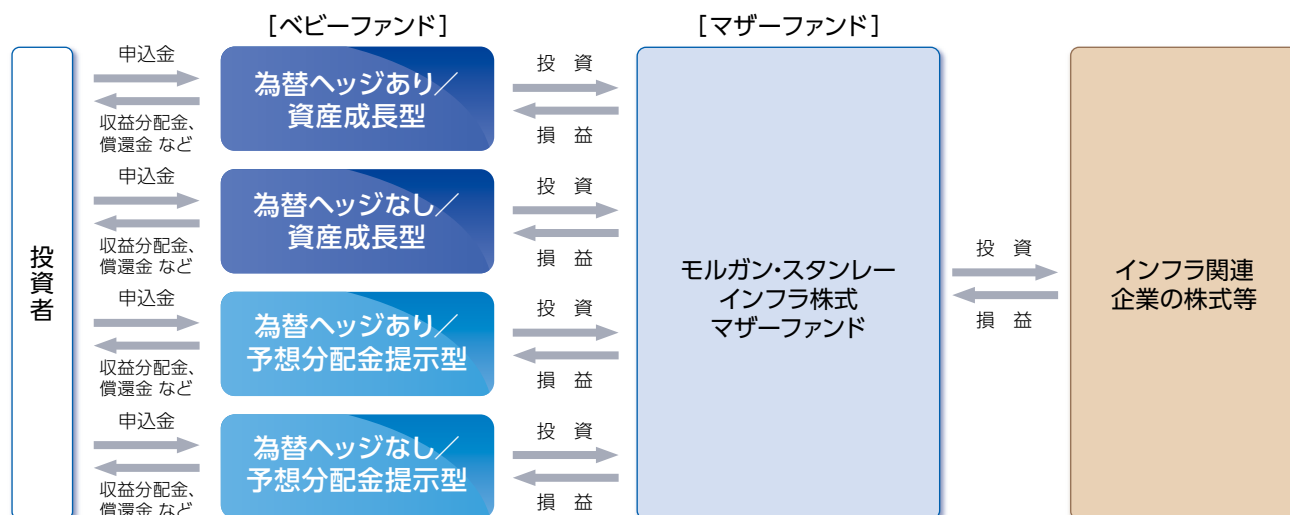 [ベビーファンド]
[マザーファンド]
投資者
申込金
収益分配金、
償還金 など
為替ヘッジあり／
資産成長型
投 資
損 益
申込金
収益分配金、
償還金 など
為替ヘッジなし／
資産成長型
投 資
損 益
申込金
収益分配金、
償還金 など
為替ヘッジあり／
予想分配金提示型
投 資
損 益
申込金
収益分配金、
償還金 など
為替ヘッジなし／
予想分配金提示型
投 資
損 益
モルガン・スタンレー
インフラ株式
マザーファンド
投 資
損 益
インフラ関連
企業の株式等